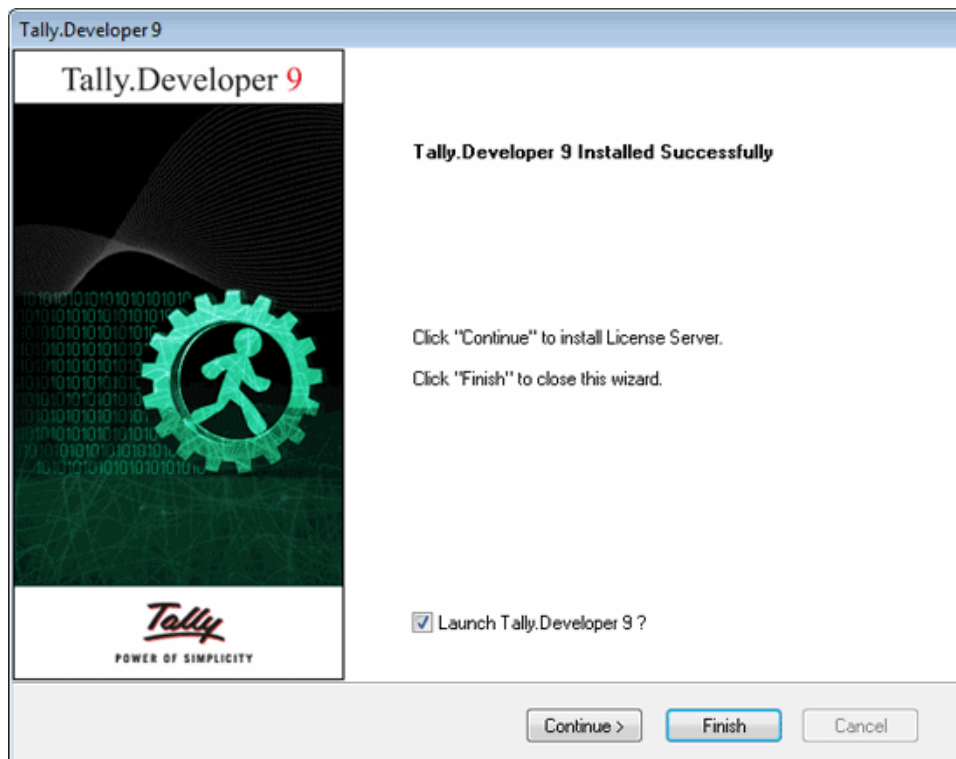 Tally.Developer 9
Tally.Developer 9
Tally.Developer 9 Installed Successfully
Click "Continue" to install License Server.
Click "Finish" to close this wizard.
Launch Tally.Developer 9 ?
Tally
POWER OF SIMPLICITY
Continue >
Finish
Cancel